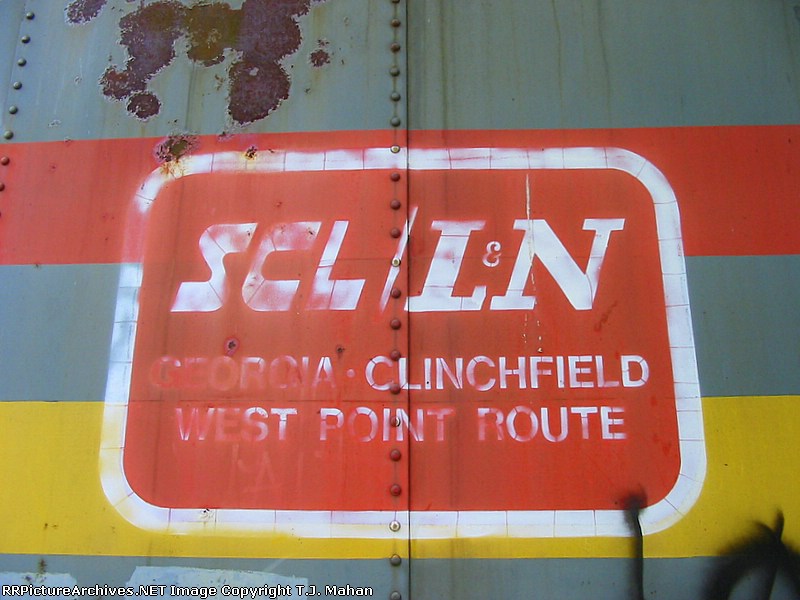 SCL/L&N
GEORGIA · CLINCHFIELD
WEST POINT ROUTE
RRPictureArchives.NET Image Copyright T.J. Mahan